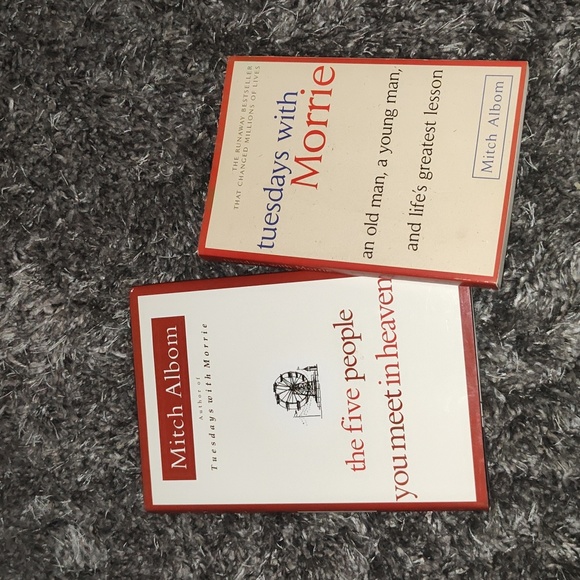 THE RUNAWAY BESTSELLER
THAT CHANGED MILLIONS OF LIVES
tuesdays with
Morrie
an old man, a young man,
and life's greatest lesson
Mitch Albom
Mitch Albom
Author of
Tuesdays with Morrie
the five people
you meet in heaven